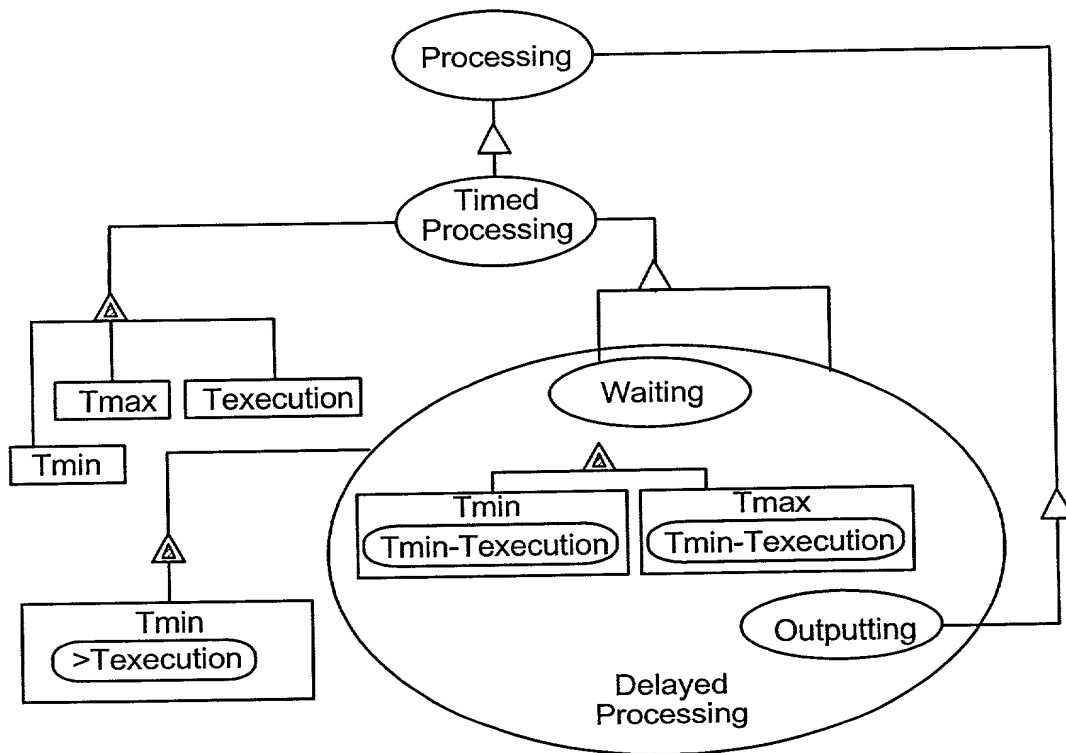 Processing
Timed
Processing
Tmax
Texecution
Tmin
Waiting
Tmin
Tmin-Texecution
Tmax
Tmin-Texecution
Tmin
>Texecution
Outputting
Delayed
Processing